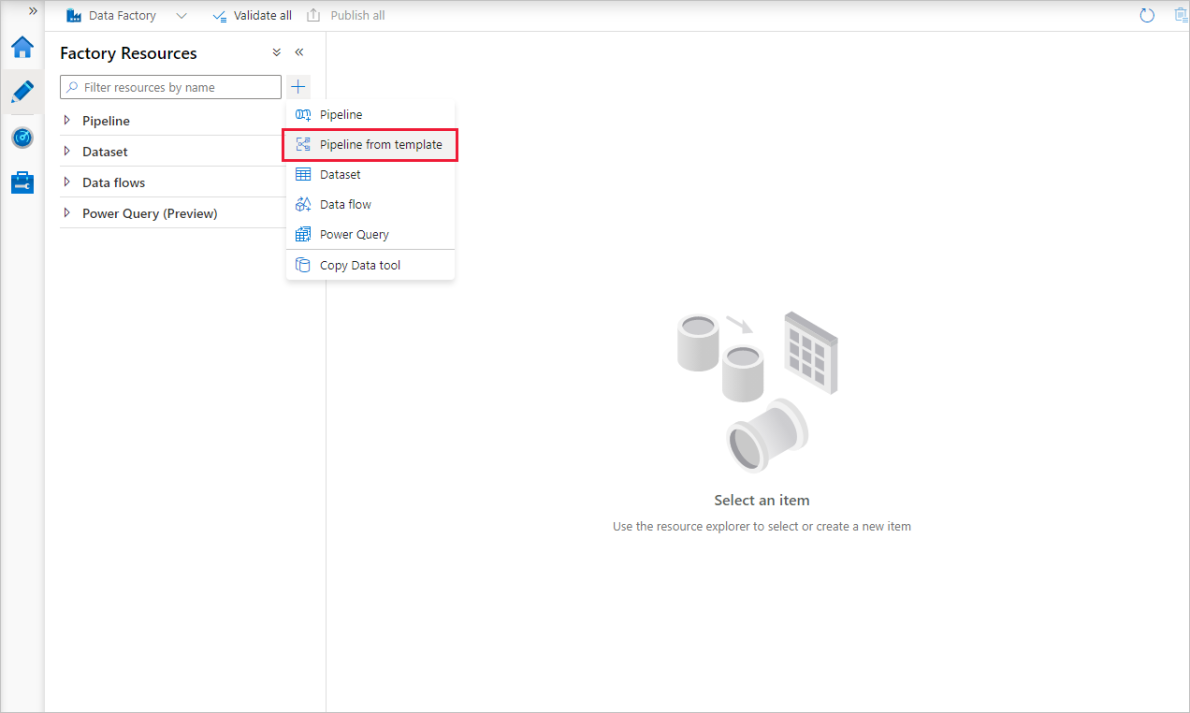 Data Factory
Validate all
Publish all
Factory Resources
Filter resources by name
Pipeline
Dataset
Data flows
Power Query (Preview)
Pipeline
Pipeline from template
Dataset
Data flow
Power Query
Copy Data tool
Select an item
Use the resource explorer to select or create a new item